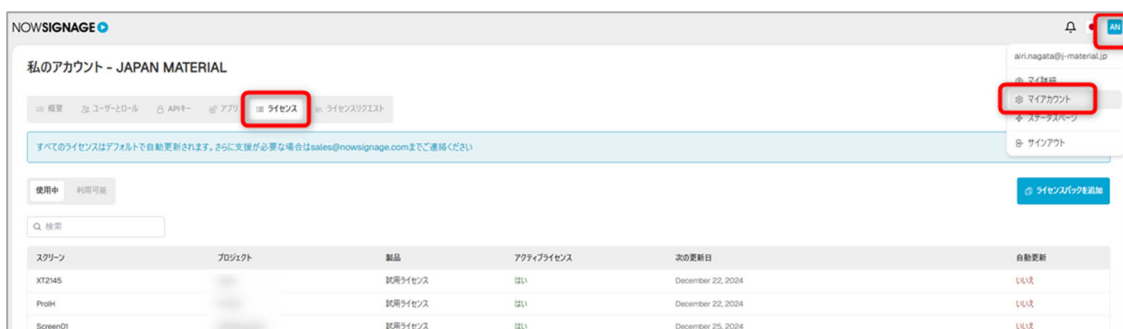 NOWSIGNAGE
AN
私のアカウント - JAPAN MATERIAL
airi.nagata@j-material.jp
マイ詳細
マイアカウント
ステータスページ
サインアウト
概要 ユーザーとロール APIキー アプリ ライセンス ライセンスリクエスト
すべてのライセンスはデフォルトで自動更新されます。さらに支援が必要な場合はsales@nowsignage.comまでご連絡ください
使用中 利用可能
ライセンスパックを追加
検索
スクリーン プロジェクト 製品 アクティブライセンス 次の更新日 自動更新
XT2145 試用ライセンス はい December 22, 2024 いいえ
ProIH 試用ライセンス はい December 22, 2024 いいえ
Screen01 試用ライセンス はい December 25, 2024 いいえ